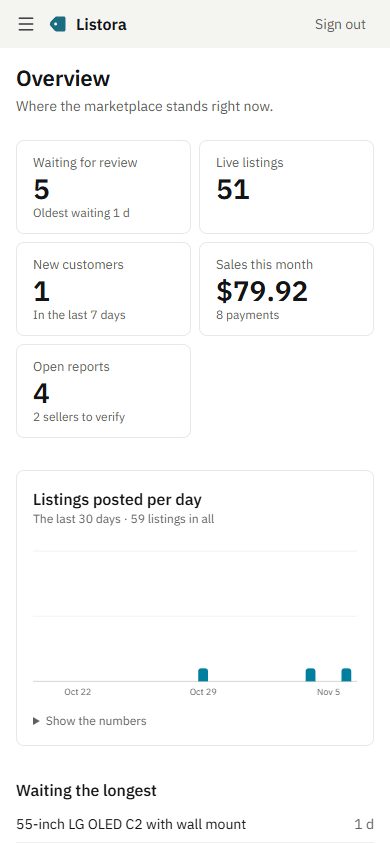 Listora
Sign out
Overview
Where the marketplace stands right now.
Waiting for review
5
Oldest waiting 1 d
Live listings
51
New customers
1
In the last 7 days
Sales this month
$79.92
8 payments
Open reports
4
2 sellers to verify
Listings posted per day
The last 30 days · 59 listings in all
Oct 22
Oct 29
Nov 5
Show the numbers
Waiting the longest
55-inch LG OLED C2 with wall mount
1 d